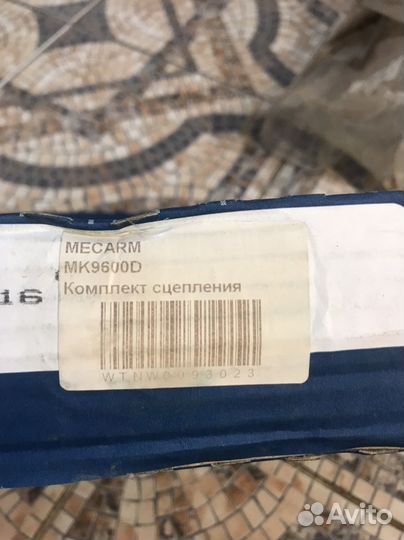 MECARM
MK9600D
16
Комплект сцепления
WTNW0093023
Avito